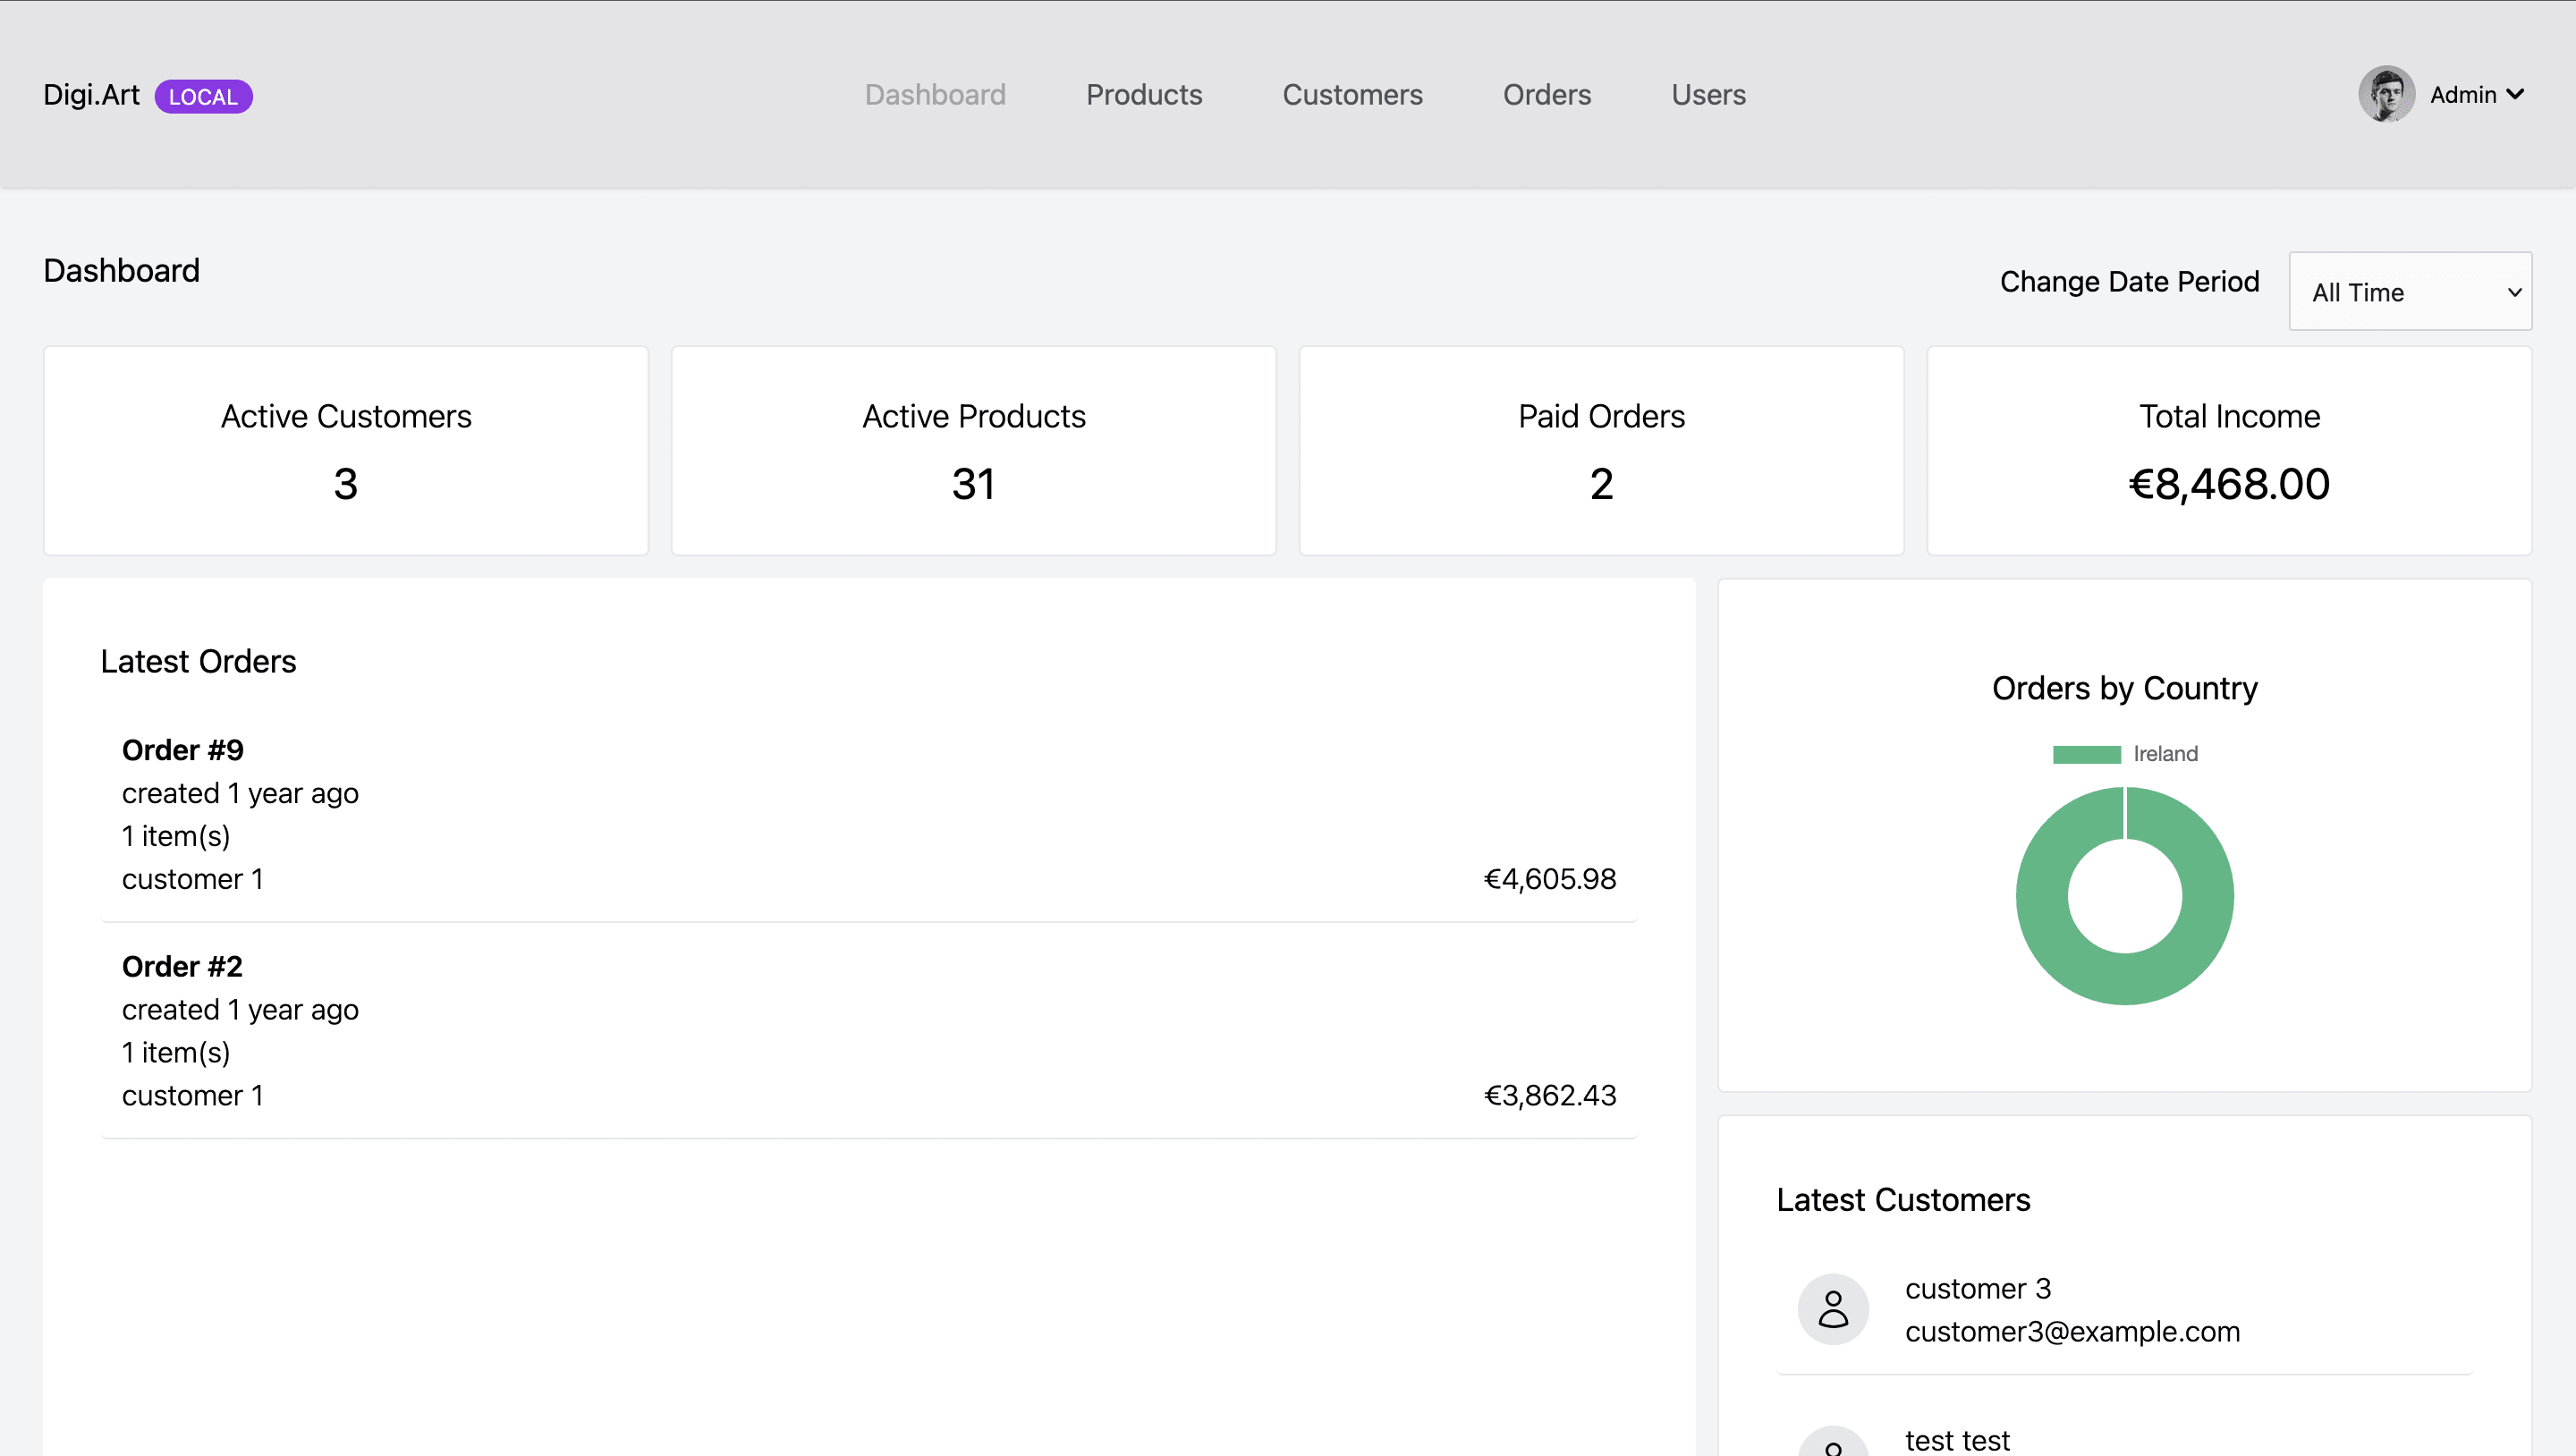 Digi.Art LOCAL
Dashboard Products Customers Orders Users
Admin
Dashboard
Change Date Period All Time
Active Customers
3
Active Products
31
Paid Orders
2
Total Income
€8,468.00
Latest Orders
Order #9
created 1 year ago
1 item(s)
customer 1 €4,605.98
Order #2
created 1 year ago
1 item(s)
customer 1 €3,862.43
Orders by Country
Ireland
Latest Customers
customer 3
customer3@example.com
test test